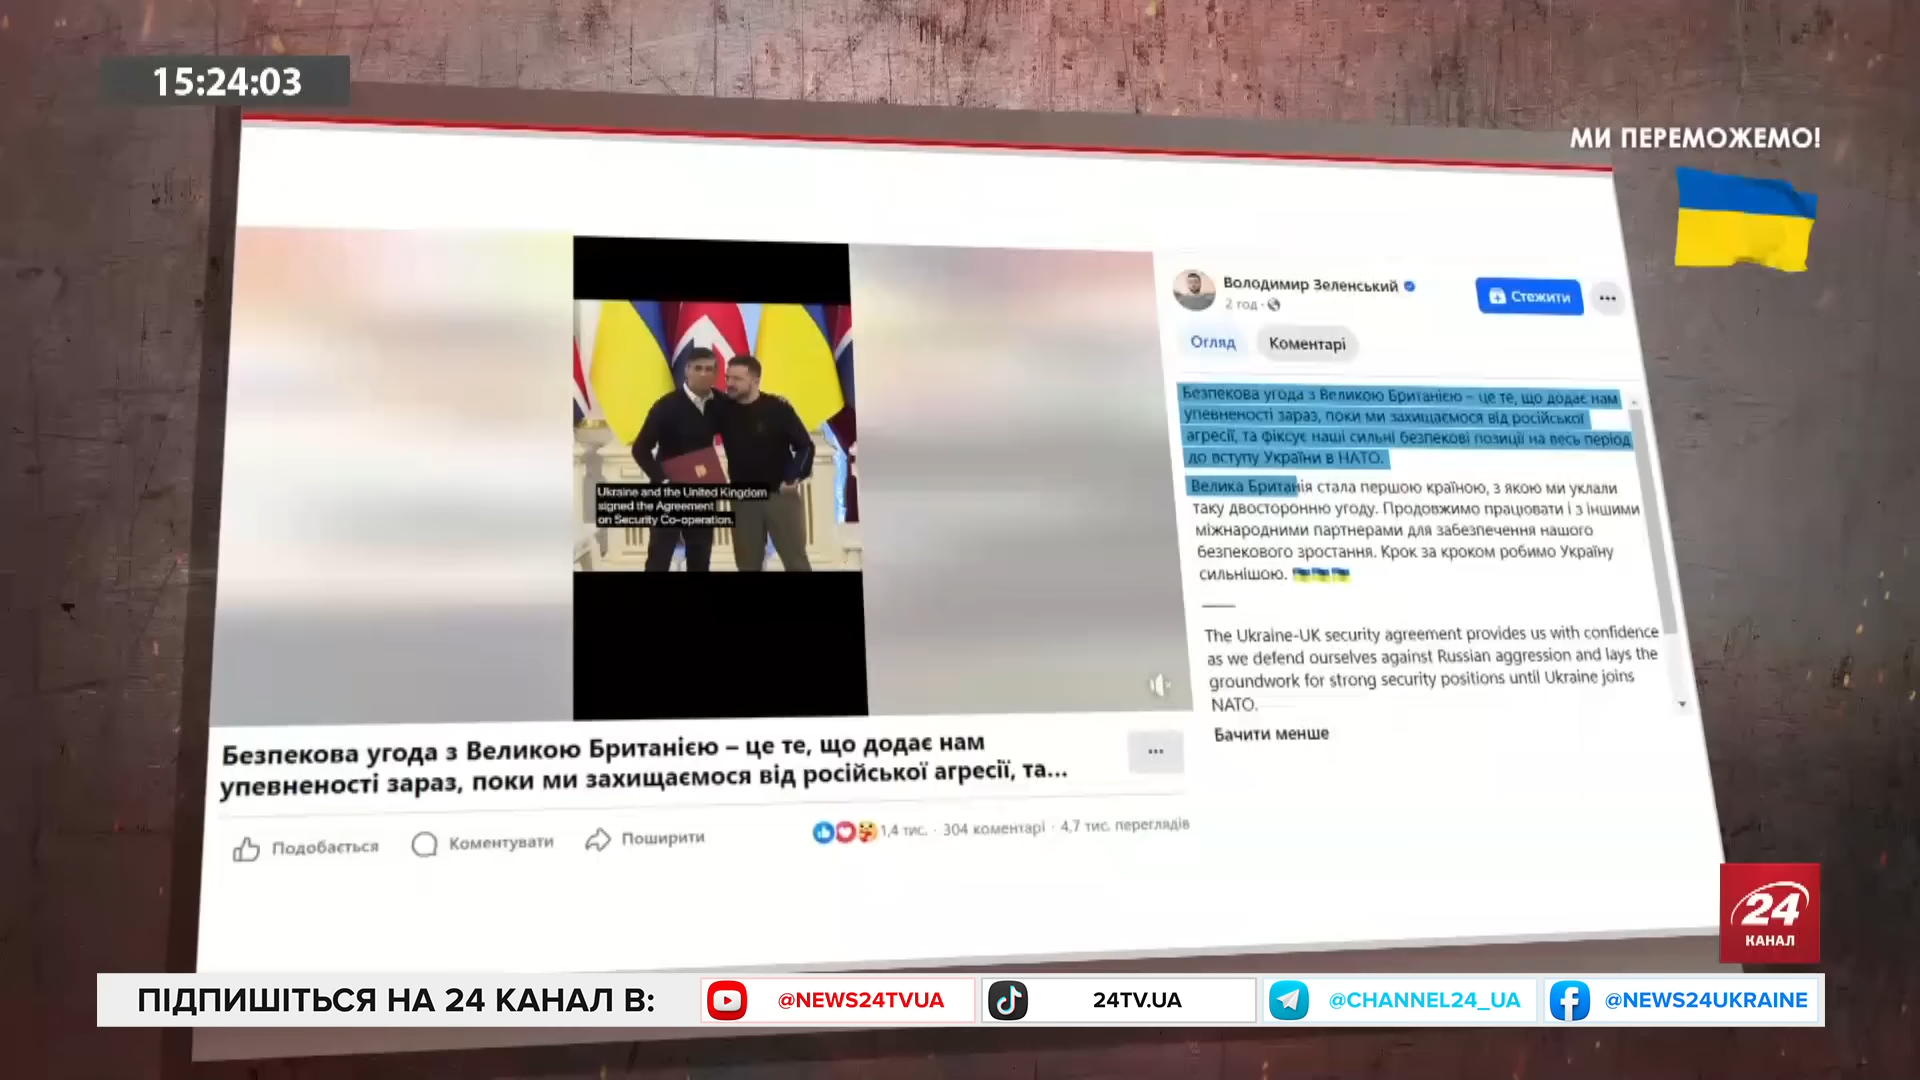 15:24:03
МИ ПЕРЕМОЖЕМО!
Володимир Зеленський
2 год ·
Стежити
Огляд
Коментарі
Безпекова угода з Великою Британією – це те, що додає нам
упевненості зараз, поки ми захищаємося від російської
агресії, та фіксує наші сильні безпекові позиції на весь період
до вступу України в НАТО.
Велика Британія стала першою країною, з якою ми уклали
таку двосторонню угоду. Продовжимо працювати і з іншими
міжнародними партнерами для забезпечення нашого
безпекового зростання. Крок за кроком робимо Україну
сильнішою. 🇺🇦🇺🇦🇺🇦
The Ukraine-UK security agreement provides us with confidence
as we defend ourselves against Russian aggression and lays the
groundwork for strong security positions until Ukraine joins
NATO.
Бачити менше
Ukraine and the United Kingdom
signed the Agreement
on Security Co-operation.
Безпекова угода з Великою Британією – це те, що додає нам
упевненості зараз, поки ми захищаємося від російської агресії, та...
Подобається
Коментувати
Поширити
1,4 тис. · 304 коментарі · 4,7 тис. переглядів
24
КАНАЛ
ПІДПИШІТЬСЯ НА 24 КАНАЛ В:
@NEWS24TVUA
24TV.UA
@CHANNEL24_UA
@NEWS24UKRAINE